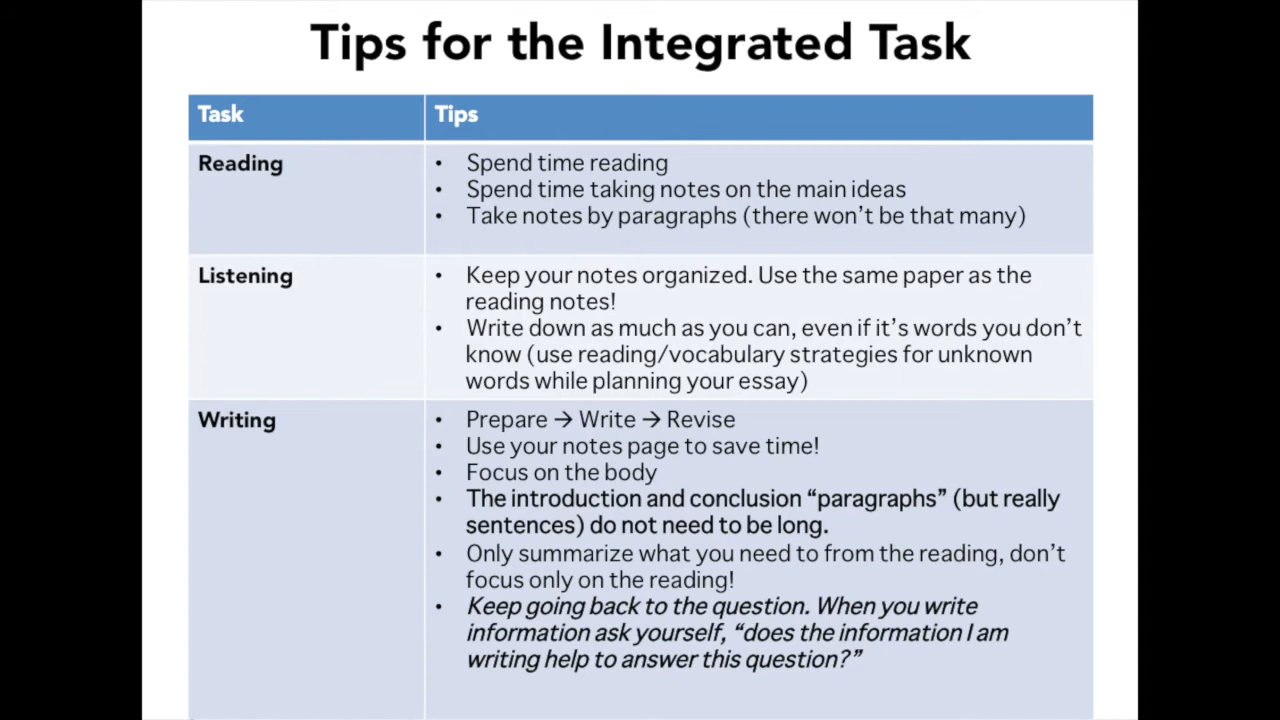 Tips for the Integrated Task
Task
Tips
Reading
• Spend time reading
• Spend time taking notes on the main ideas
• Take notes by paragraphs (there won’t be that many)
Listening
• Keep your notes organized. Use the same paper as the
reading notes!
• Write down as much as you can, even if it’s words you don’t
know (use reading/vocabulary strategies for unknown
words while planning your essay)
Writing
• Prepare → Write → Revise
• Use your notes page to save time!
• Focus on the body
• The introduction and conclusion “paragraphs” (but really
sentences) do not need to be long.
• Only summarize what you need to from the reading, don’t
focus only on the reading!
• Keep going back to the question. When you write
information ask yourself, “does the information I am
writing help to answer this question?”